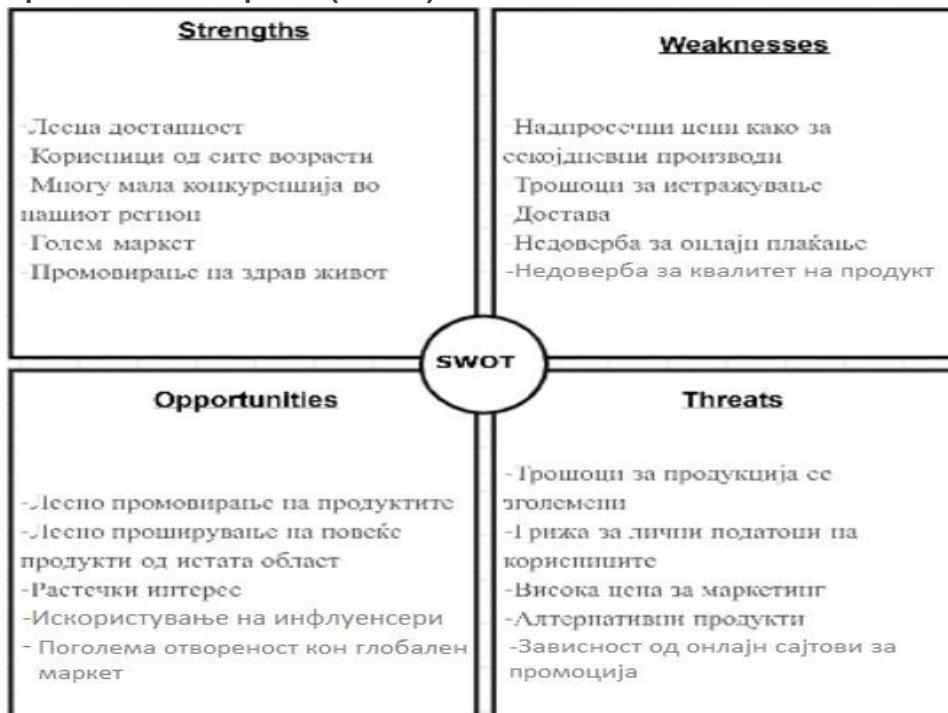 Strengths
-Лесна достапност
-Корисници од сите возрасти
-Многу мала конкуренција во
нашиот регион
-Голем маркет
-Промовирање на здрав живот
Weaknesses
-Надпросечни цени како за
секојдневни производи
-Трошоци за истражување
-Достава
-Недоверба за онлајн плаќање
-Недоверба за квалитет на продукт
SWOT
Opportunities
-Лесно промовирање на продуктите
-Лесно проширување на повеќе
продукти од истата област
-Растечки интерес
-Искористување на инфлуенсери
- Поголема отвореност кон глобален
маркет
Threats
-Трошоци за продукција се
зголемени
-Грижа за лични податоци на
корисниците
-Висока цена за маркетинг
-Алтернативни продукти
-Зависност од онлајн сајтови за
промоција